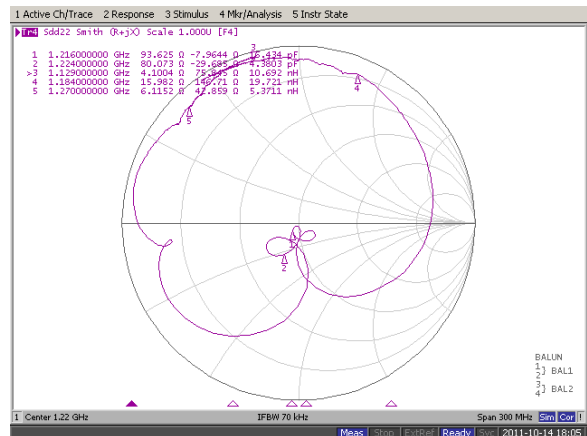 1 Active Ch/Trace 2 Response 3 Stimulus 4 Mkr/Analysis 5 Instr State
Tr4 Sdd22 Smith (R+jX) Scale 1.000U [F4]
1 1.216000000 GHz 93.625 Ω -7.9644 Ω 16.434 pF
2 1.224000000 GHz 80.073 Ω -29.685 Ω 4.3803 pF
>3 1.129000000 GHz 4.1004 Ω 75.845 Ω 10.692 nH
4 1.184000000 GHz 15.982 Ω 146.71 Ω 19.721 nH
5 1.270000000 GHz 6.1152 Ω 42.859 Ω 5.3711 nH
3
4
5
1
2
BALUN
1
2 BAL1
3
4 BAL2
1 Center 1.22 GHz IFBW 70 kHz Span 300 MHz Sim Cor !
Meas Stop ExtRef Ready Svc 2011-10-14 18:05